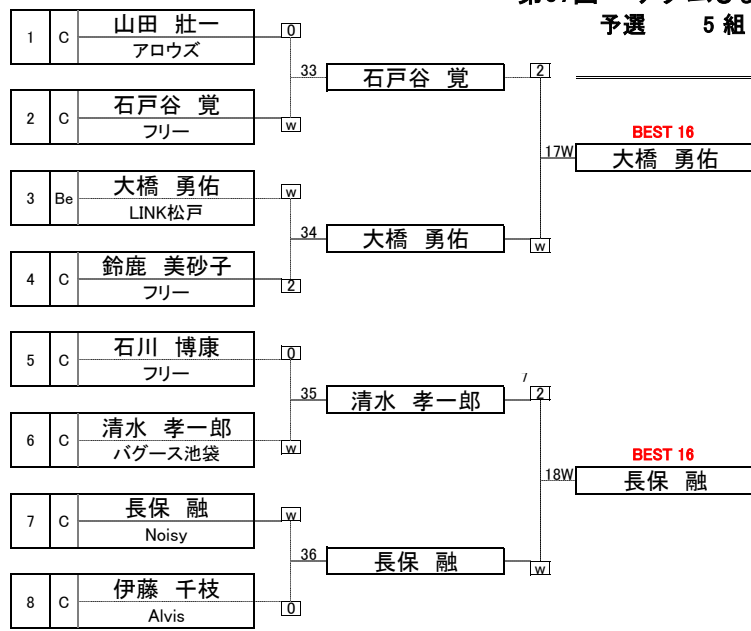 予選 5組
1 C 山田 壯一 0
アロウズ
33 石戸谷 覚 2
2 C 石戸谷 覚 w
フリー
BEST 16
17W 大橋 勇佑
3 Be 大橋 勇佑 w
LINK松戸
34 大橋 勇佑 w
4 C 鈴鹿 美砂子 2
フリー
5 C 石川 博康 0
フリー
7
35 清水 孝一郎 2
6 C 清水 孝一郎 w
バグース池袋
BEST 16
18W 長保 融
7 C 長保 融 w
Noisy
36 長保 融 w
8 C 伊藤 千枝 0
Alvis